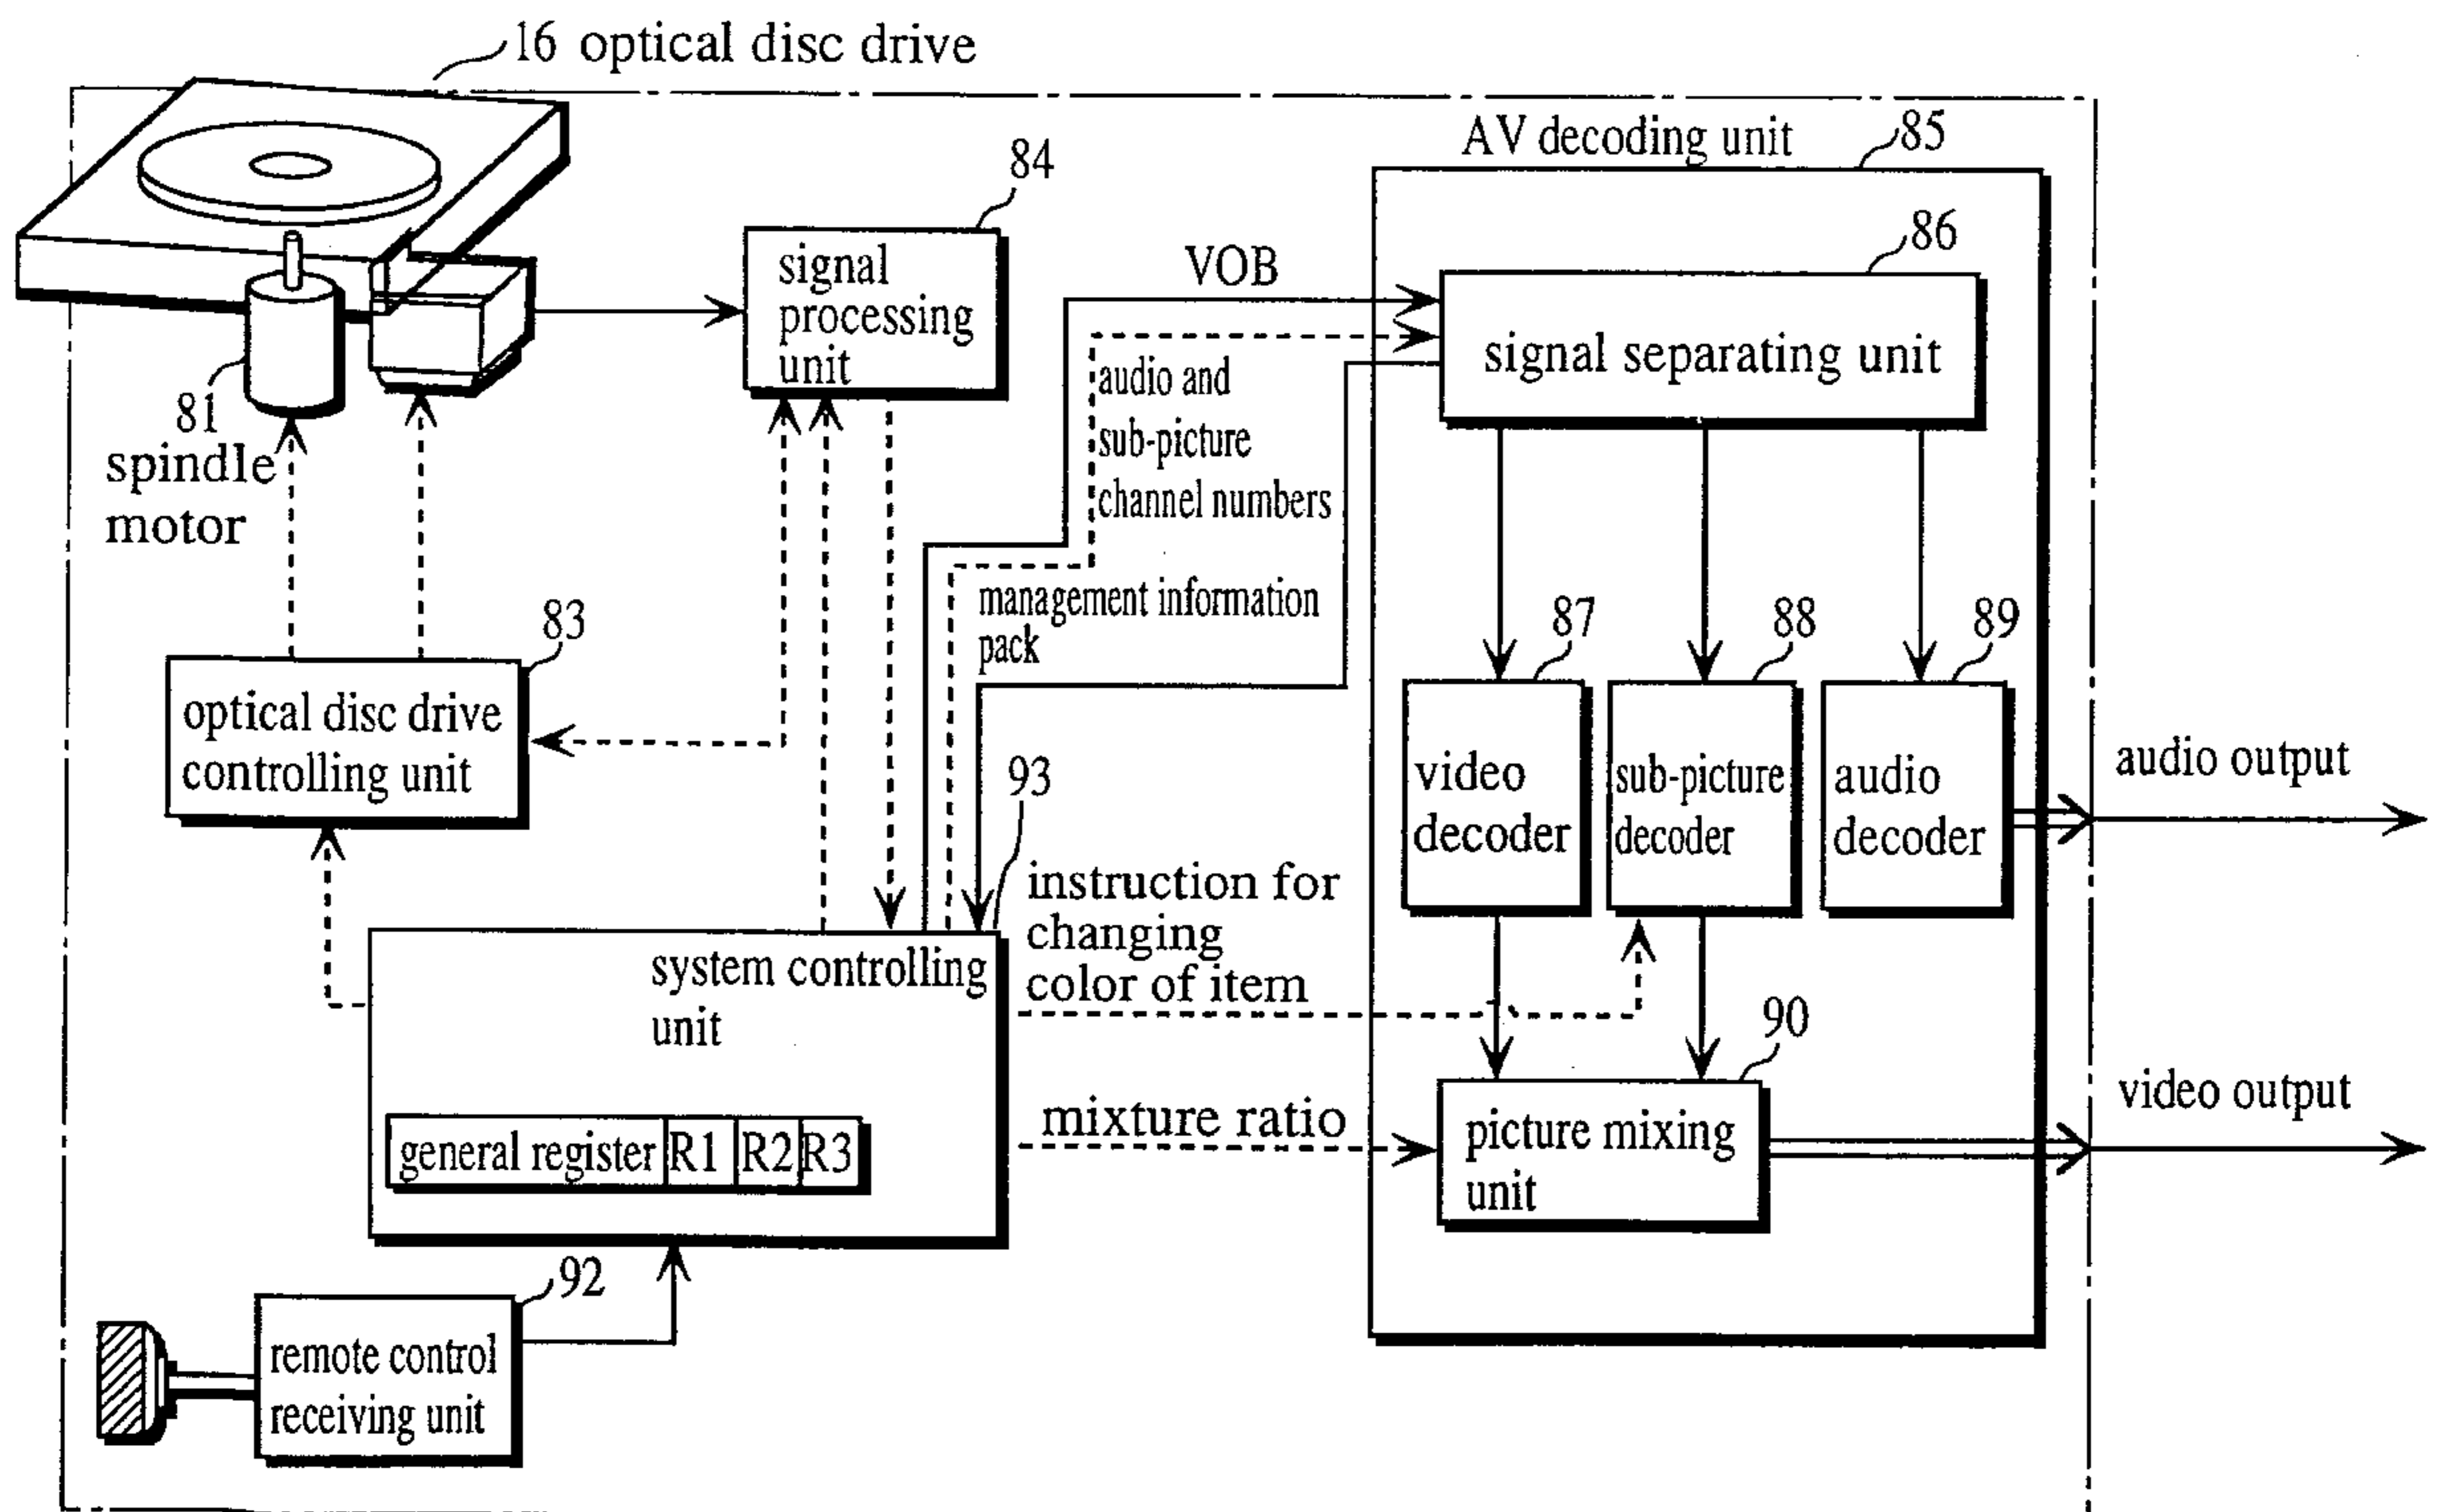 16 optical disc drive
AV decoding unit
85
84
86
signal
processing
unit
VOB
signal separating unit
audio and
sub-picture
channel numbers
81
spindle
motor
management information
pack
83
87
88
89
optical disc drive
controlling unit
93
video
decoder
sub-picture
decoder
audio
decoder
audio output
instruction for
changing
color of item
system controlling
unit
90
video output
mixture ratio
picture mixing
unit
general register R1 R2 R3
92
remote control
receiving unit